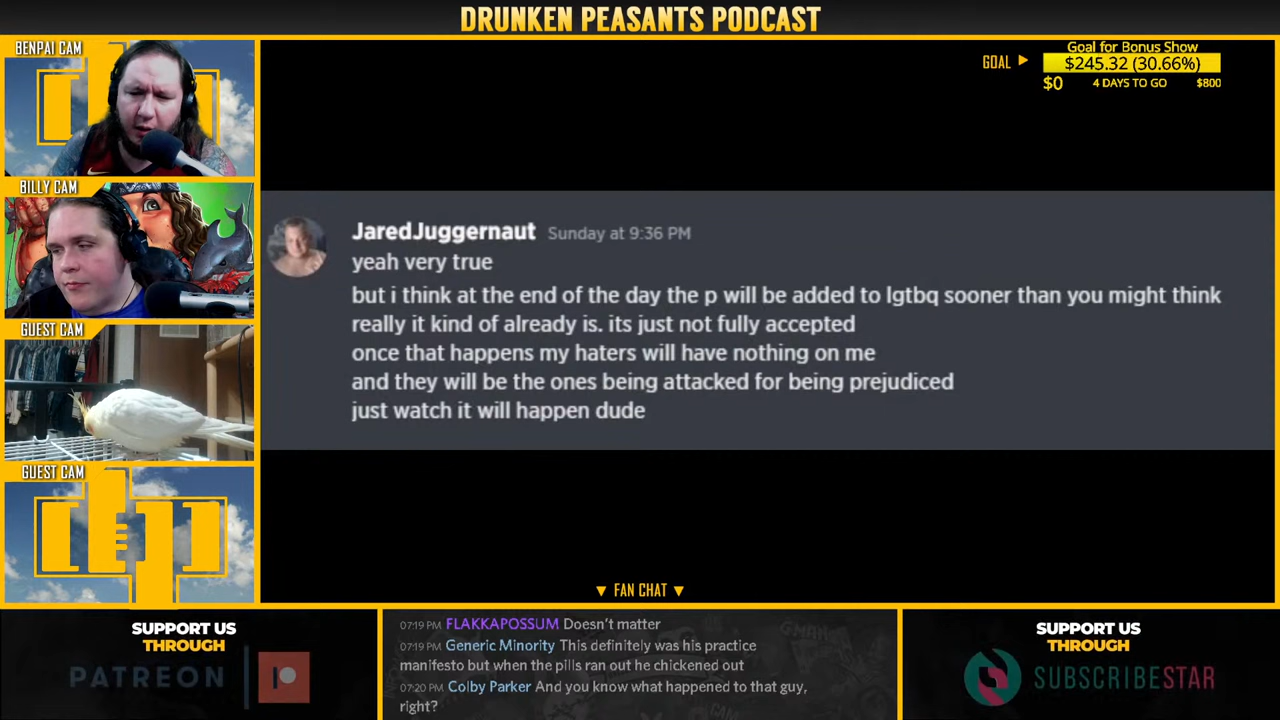 DRUNKEN PEASANTS PODCAST
BENPAI CAM
BILLY CAM
GUEST CAM
GUEST CAM
GOAL
Goal for Bonus Show
$245.32 (30.66%)
$0 4 DAYS TO GO $800
JaredJuggernaut Sunday at 9:36 PM
yeah very true
but i think at the end of the day the p will be added to lgtbq sooner than you might think
really it kind of already is. its just not fully accepted
once that happens my haters will have nothing on me
and they will be the ones being attacked for being prejudiced
just watch it will happen dude
▼ FAN CHAT ▼
SUPPORT US
THROUGH
PATREON
07:19 PM FLAKKAPOSSUM Doesn't matter
07:19 PM Generic Minority This definitely was his practice
manifesto but when the pills ran out he chickened out
07:20 PM Colby Parker And you know what happened to that guy,
right?
SUPPORT US
THROUGH
SUBSCRIBESTAR